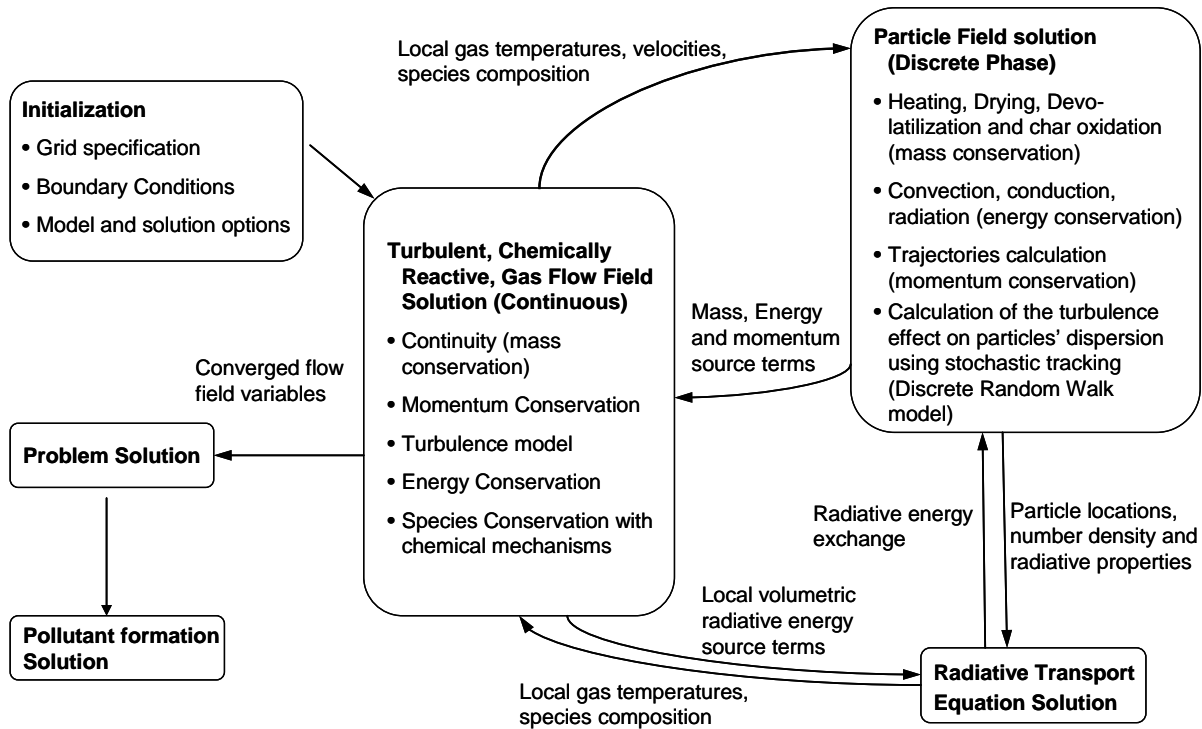 Initialization
• Grid specification
• Boundary Conditions
• Model and solution options
Local gas temperatures, velocities,
species composition
Particle Field solution
(Discrete Phase)
• Heating, Drying, Devo-
latilization and char oxidation
(mass conservation)
• Convection, conduction,
radiation (energy conservation)
• Trajectories calculation
(momentum conservation)
• Calculation of the turbulence
effect on particles’ dispersion
using stochastic tracking
(Discrete Random Walk
model)
Turbulent, Chemically
Reactive, Gas Flow Field
Solution (Continuous)
• Continuity (mass
conservation)
• Momentum Conservation
• Turbulence model
• Energy Conservation
• Species Conservation with
chemical mechanisms
Mass, Energy
and momentum
source terms
Converged flow
field variables
Problem Solution
Pollutant formation
Solution
Radiative energy
exchange
Particle locations,
number density and
radiative properties
Local volumetric
radiative energy
source terms
Local gas temperatures,
species composition
Radiative Transport
Equation Solution